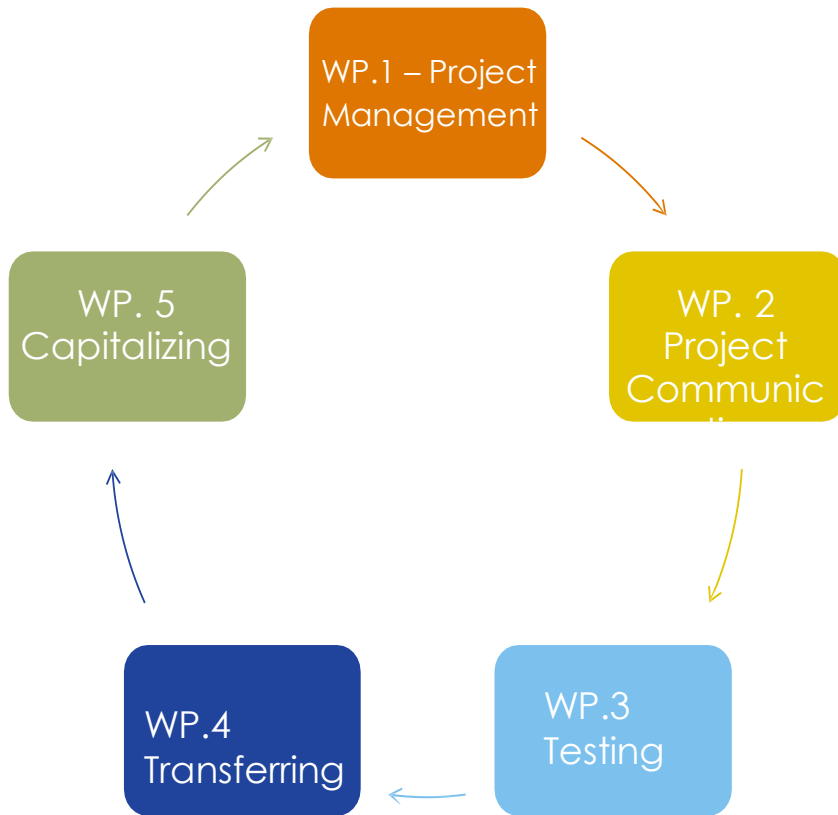 WP.1 – Project
Management
WP. 2
Project
Communic
WP.3
Testing
WP.4
Transferring
WP. 5
Capitalizing